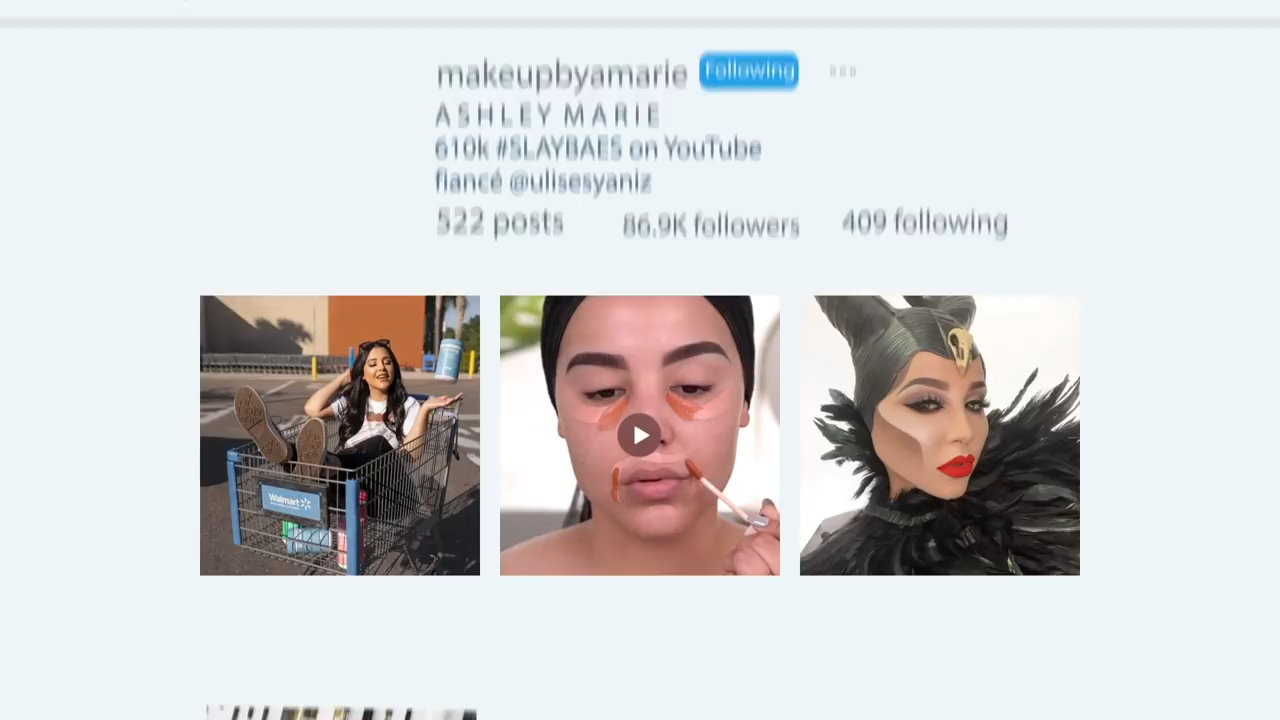 makeupbyamarie Following
ASHLEY MARIE
610k #SLAYBAES on YouTube
fiancé @ulisesyaniz
522 posts 86.9K followers 409 following
Walmart